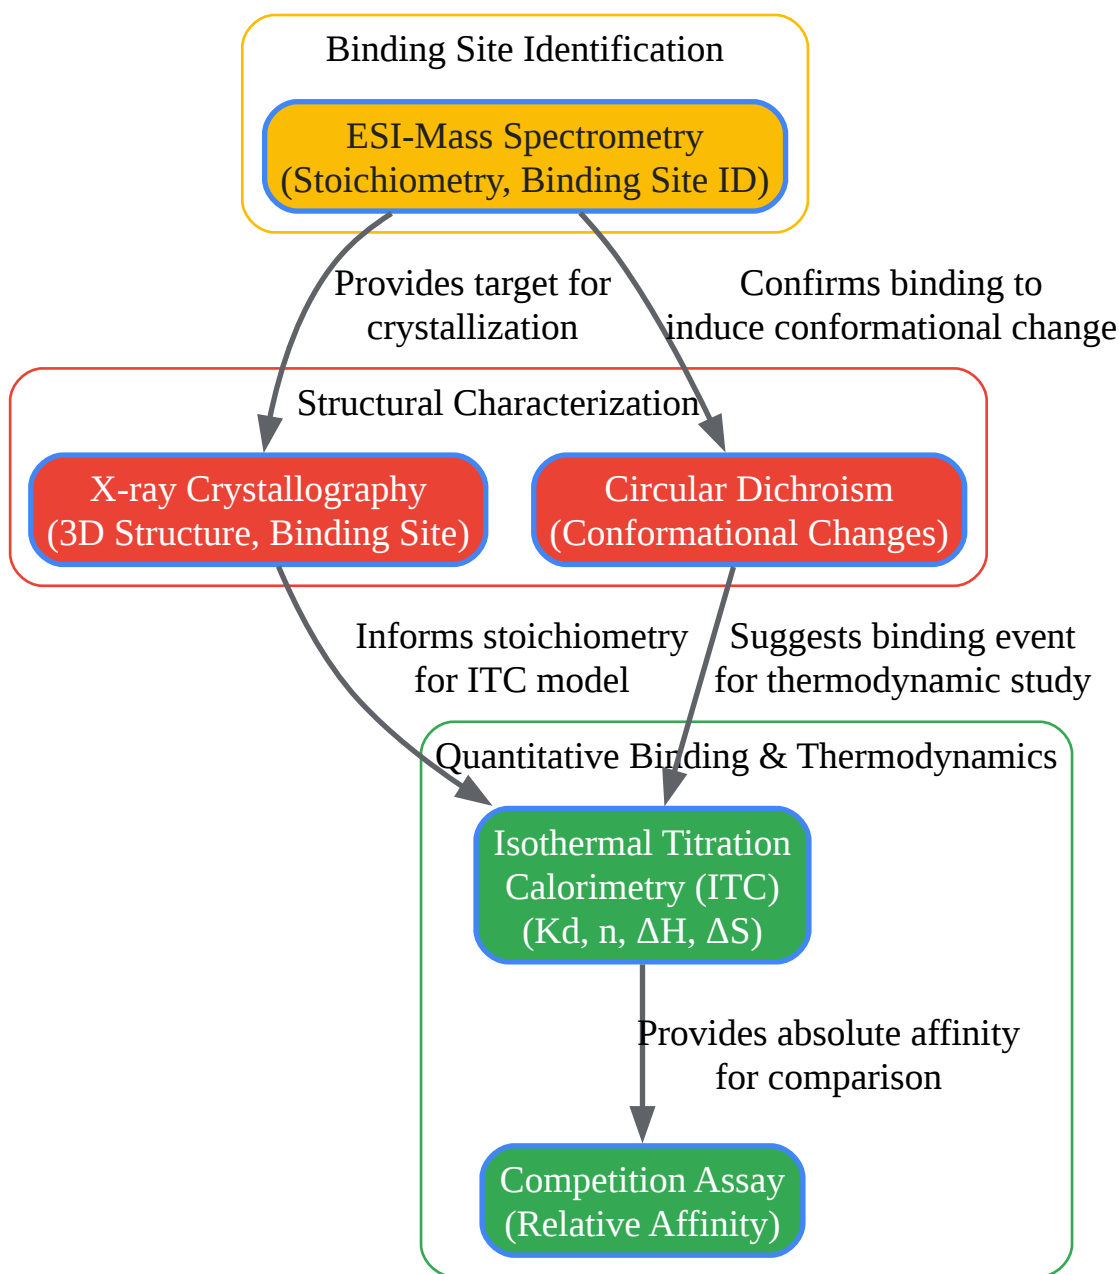 Binding Site Identification
ESI-Mass Spectrometry
(Stoichiometry, Binding Site ID)
Provides target for
crystallization
Confirms binding to
induce conformational change
Structural Characterization
X-ray Crystallography
(3D Structure, Binding Site)
Circular Dichroism
(Conformational Changes)
Informs stoichiometry
for ITC model
Suggests binding event
for thermodynamic study
Quantitative Binding & Thermodynamics
Isothermal Titration
Calorimetry (ITC)
(Kd, n, ΔH, ΔS)
Provides absolute affinity
for comparison
Competition Assay
(Relative Affinity)